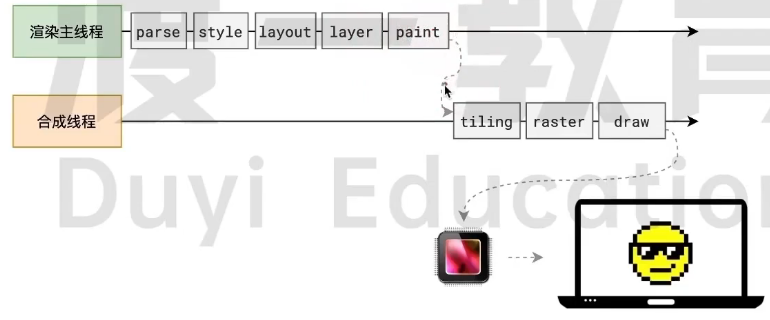 渲染主线程 parse style layout layer paint
合成线程 tiling raster draw
渡一教育
Duyi Education